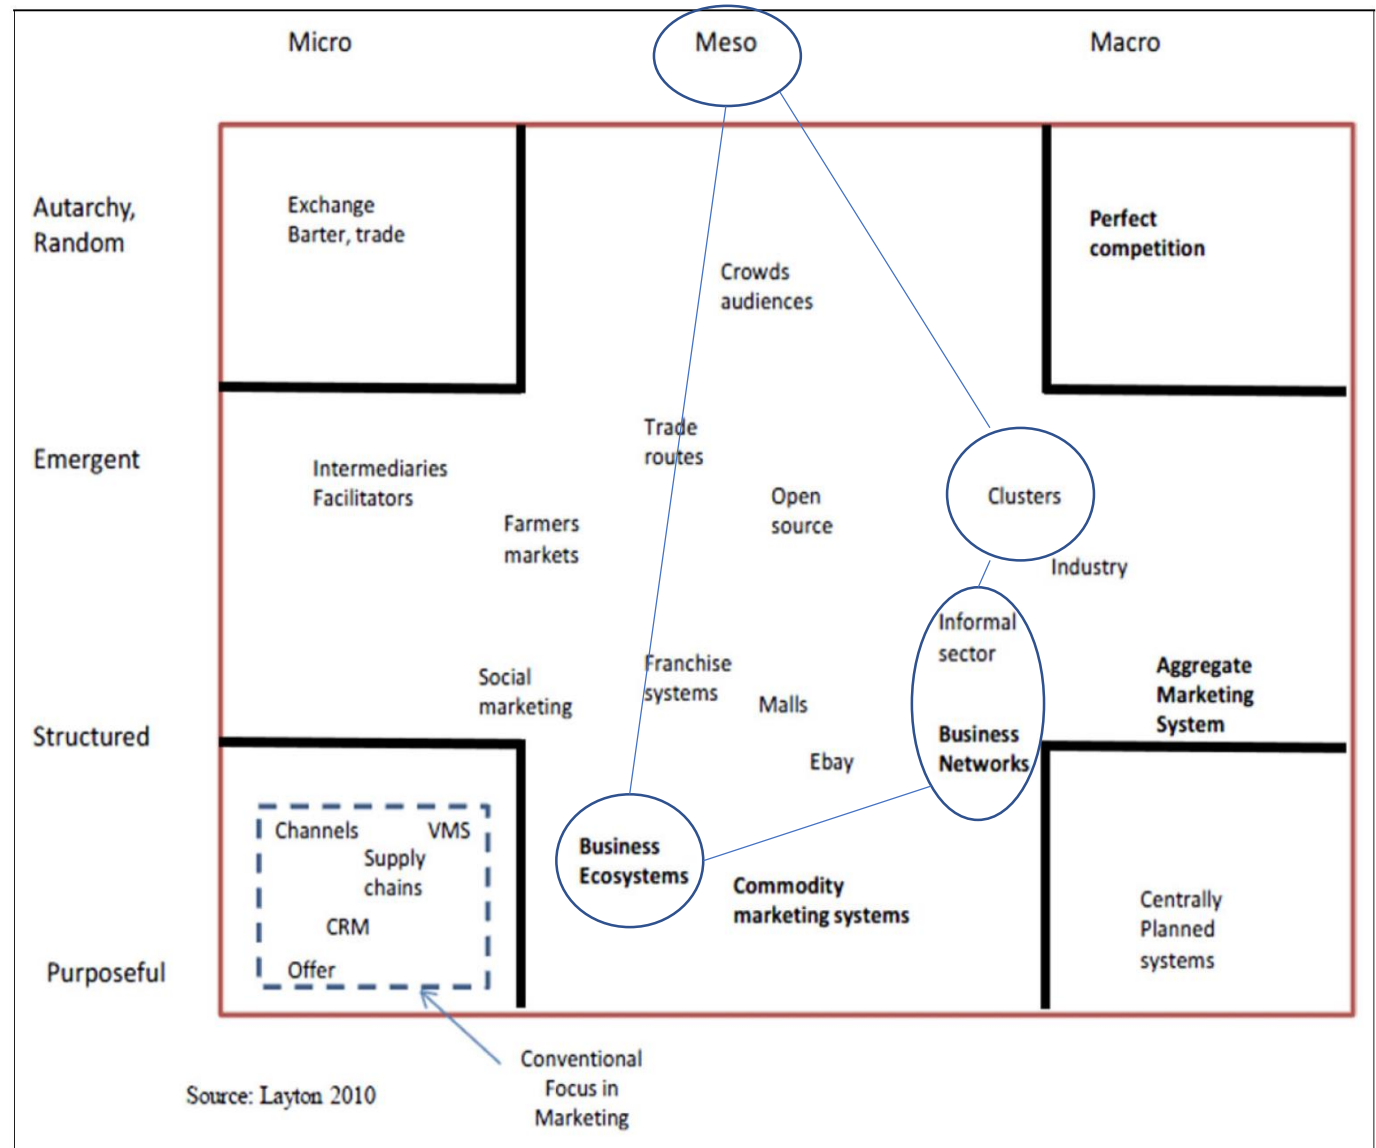 Micro
Meso
Macro
Autarchy,
Random
Exchange
Barter, trade
Crowds
audiences
Perfect
competition
Emergent
Intermediaries
Facilitators
Farmers
markets
Trade
routes
Open
source
Clusters
Industry
Informal
sector
Structured
Social
marketing
Franchise
systems
Malls
Ebay
Business
Networks
Aggregate
Marketing
System
Purposeful
Channels
VMS
Supply
chains
CRM
Offer
Business
Ecosystems
Commodity
marketing systems
Centrally
Planned
systems
Conventional
Focus in
Marketing
Source: Layton 2010